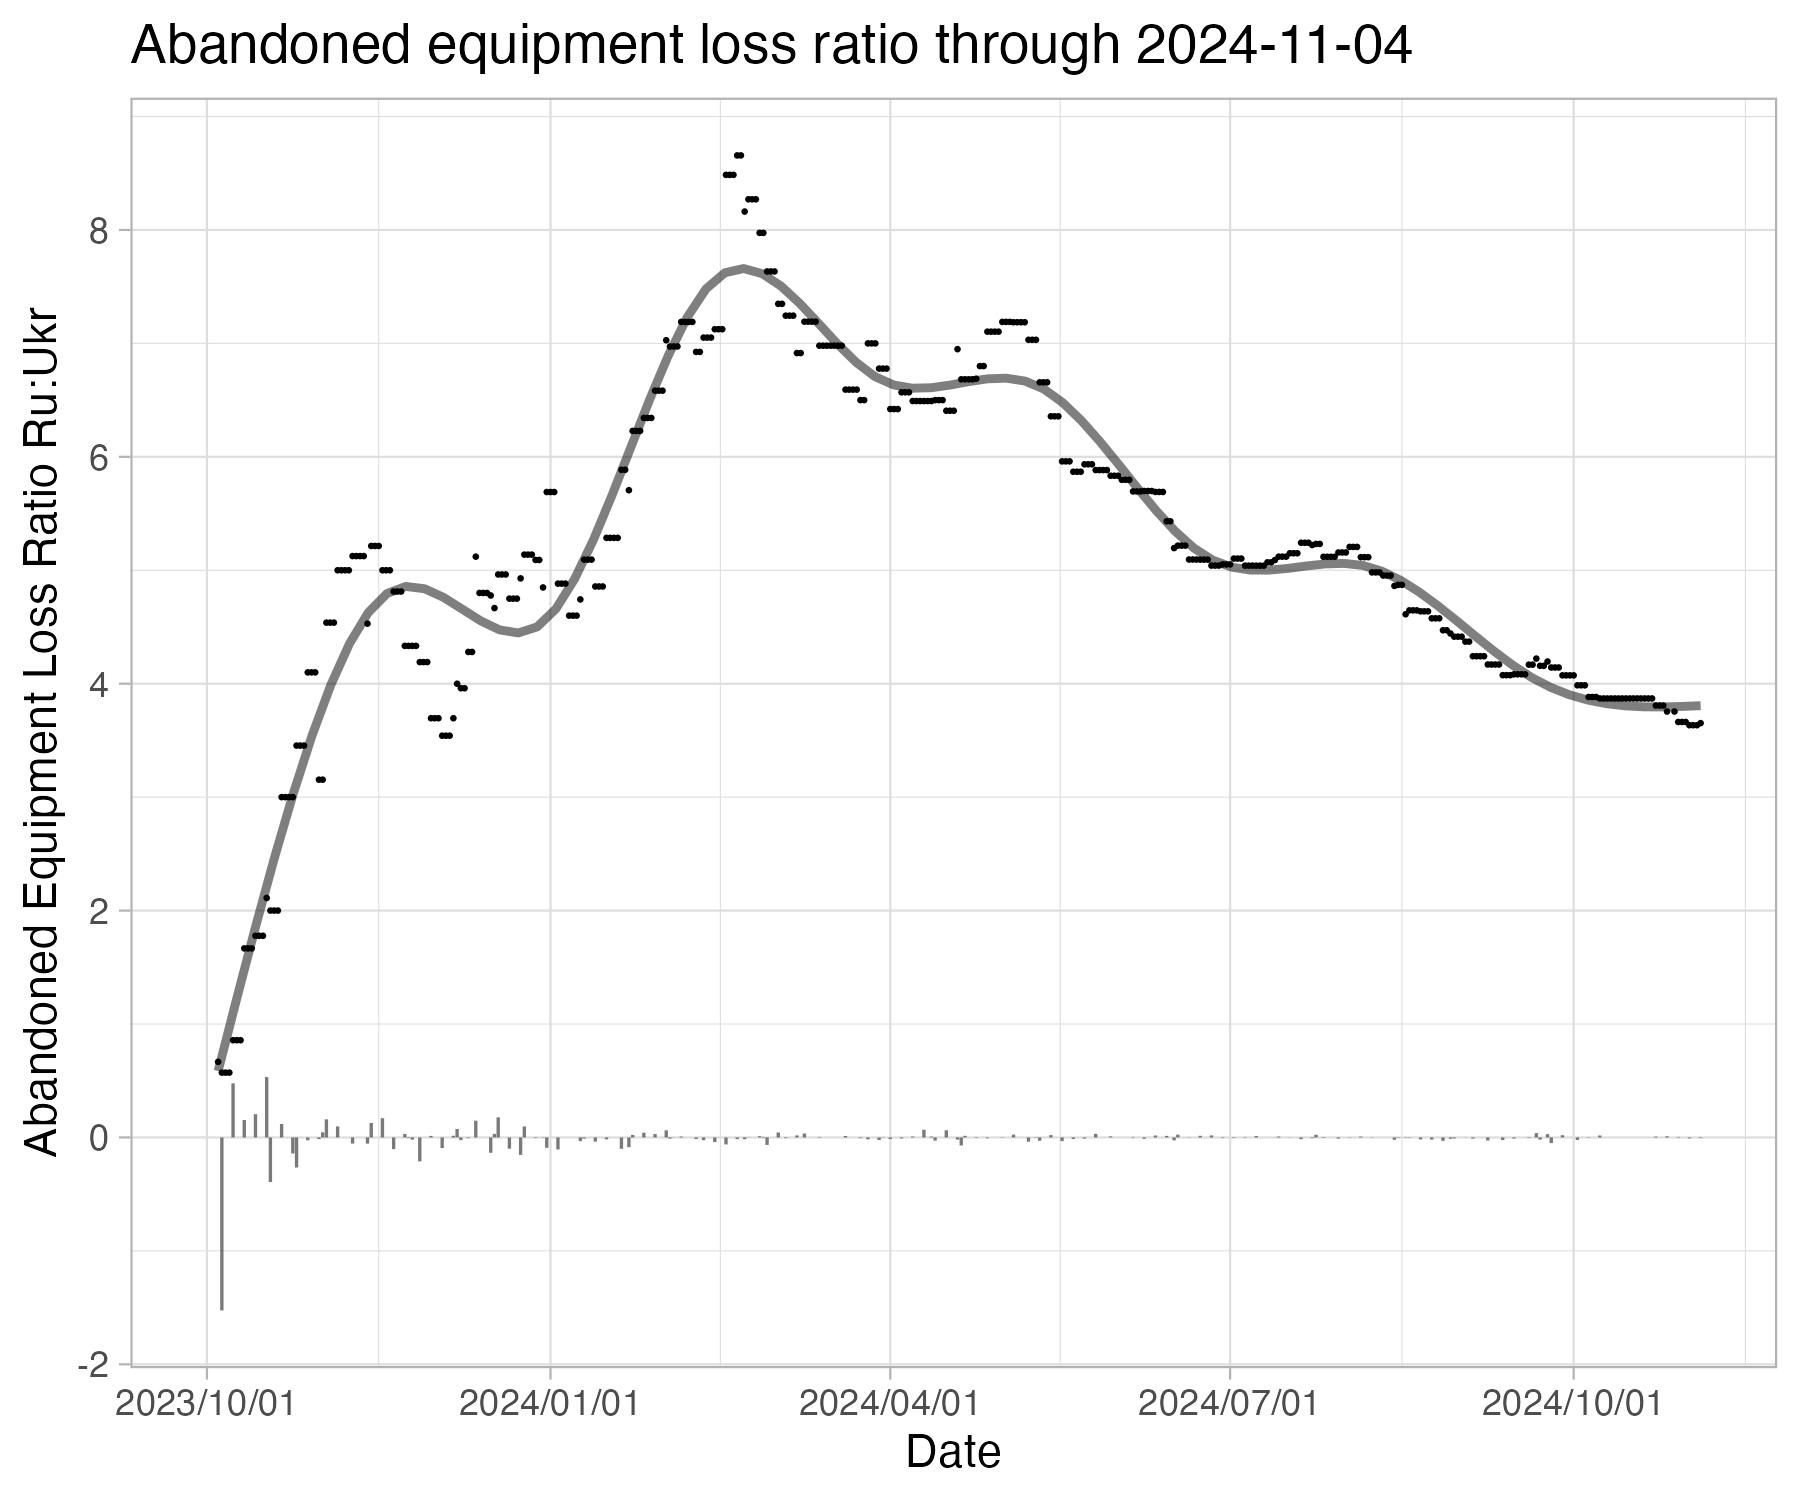 Abandoned equipment loss ratio through 2024-11-04
Abandoned Equipment Loss Ratio Ru:Ukr
8
6
4
2
0
-2
2023/10/01 2024/01/01 2024/04/01 2024/07/01 2024/10/01
Date